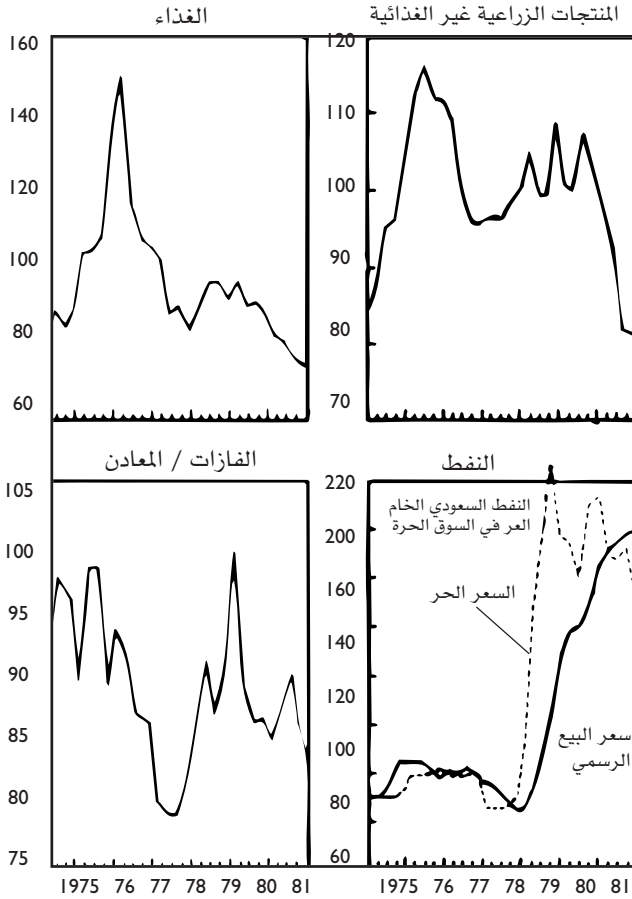 المنتجات الزراعية غير الغذائية
الغذاء
160
140
120
100
80
60
120
110
100
90
80
70
الفازات / المعادن
النفط
105
100
95
90
85
80
75
220
200
160
140
120
100
80
60
النفط السعودي الخام
العر في السوق الحرة
السعر الحر
سعر البيع
الرسمي
1975 76 77 78 79 80 81
1975 76 77 78 79 80 81